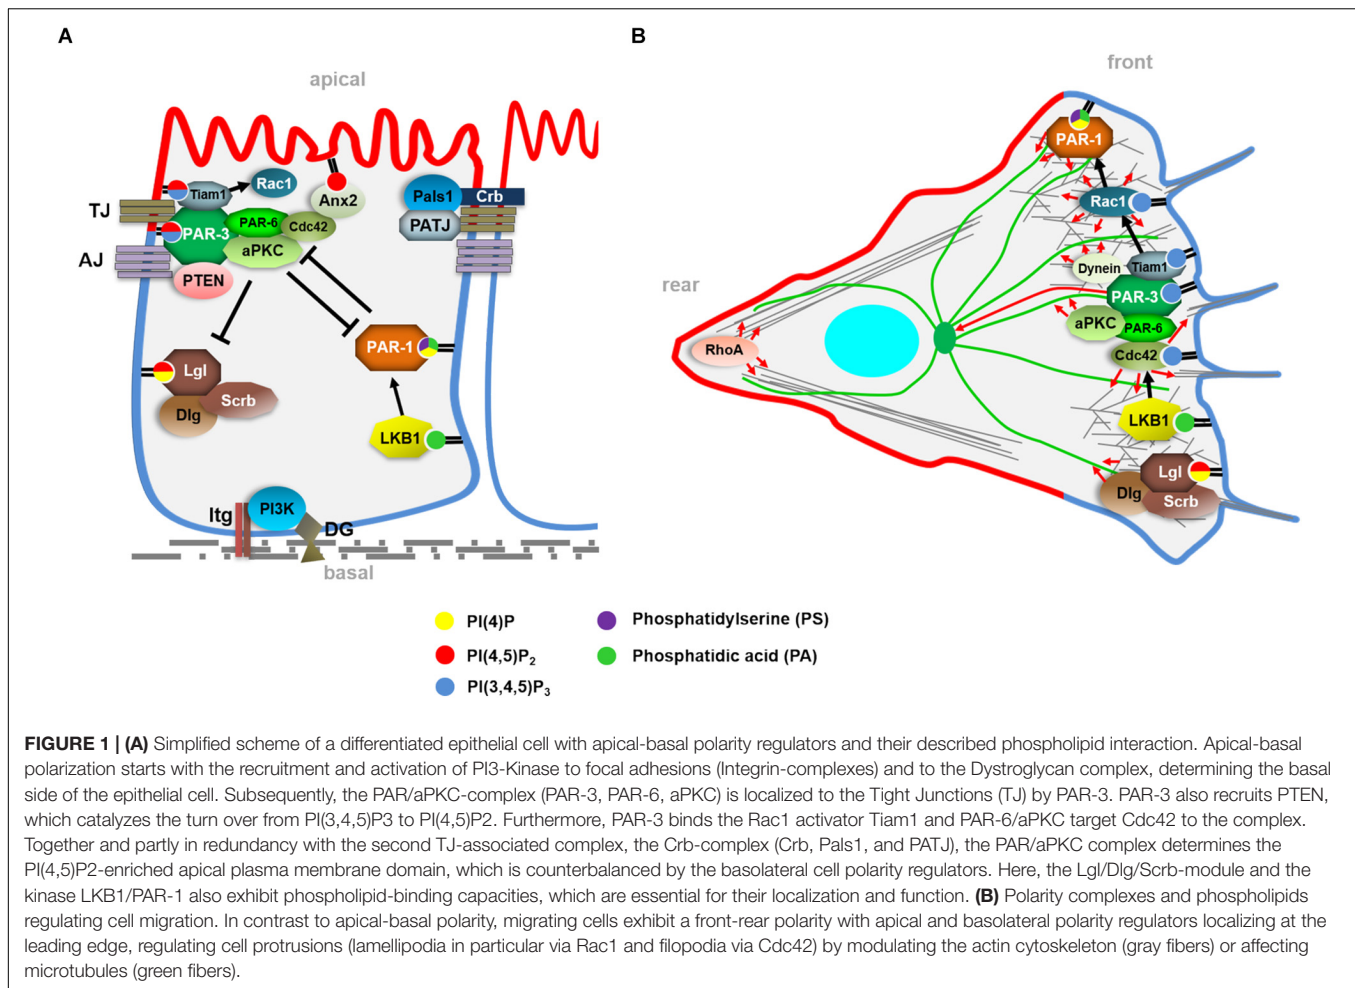 A
B
apical
front
rear
basal
Tiam1
Rac1
Anx2
TJ
PAR-3
PAR-6
Cdc42
aPKC
AJ
PTEN
Pals1
Crb
PATJ
PAR-1
Lgl
Scrb
Dlg
LKB1
Itg
PI3K
DG
PAR-1
Rac1
Dynein
Tiam1
PAR-3
aPKC
PAR-6
Cdc42
RhoA
LKB1
Lgl
Dlg
Scrb
PI(4)P
PI(4,5)P2
PI(3,4,5)P3
Phosphatidylserine (PS)
Phosphatidic acid (PA)
FIGURE 1 | (A) Simplified scheme of a differentiated epithelial cell with apical-basal polarity regulators and their described phospholipid interaction. Apical-basal
polarization starts with the recruitment and activation of PI3-Kinase to focal adhesions (Integrin-complexes) and to the Dystroglycan complex, determining the basal
side of the epithelial cell. Subsequently, the PAR/aPKC-complex (PAR-3, PAR-6, aPKC) is localized to the Tight Junctions (TJ) by PAR-3. PAR-3 also recruits PTEN,
which catalyzes the turn over from PI(3,4,5)P3 to PI(4,5)P2. Furthermore, PAR-3 binds the Rac1 activator Tiam1 and PAR-6/aPKC target Cdc42 to the complex.
Together and partly in redundancy with the second TJ-associated complex, the Crb-complex (Crb, Pals1, and PATJ), the PAR/aPKC complex determines the
PI(4,5)P2-enriched apical plasma membrane domain, which is counterbalanced by the basolateral cell polarity regulators. Here, the Lgl/Dlg/Scrb-module and the
kinase LKB1/PAR-1 also exhibit phospholipid-binding capacities, which are essential for their localization and function. (B) Polarity complexes and phospholipids
regulating cell migration. In contrast to apical-basal polarity, migrating cells exhibit a front-rear polarity with apical and basolateral polarity regulators localizing at the
leading edge, regulating cell protrusions (lamellipodia in particular via Rac1 and filopodia via Cdc42) by modulating the actin cytoskeleton (gray fibers) or affecting
microtubules (green fibers).